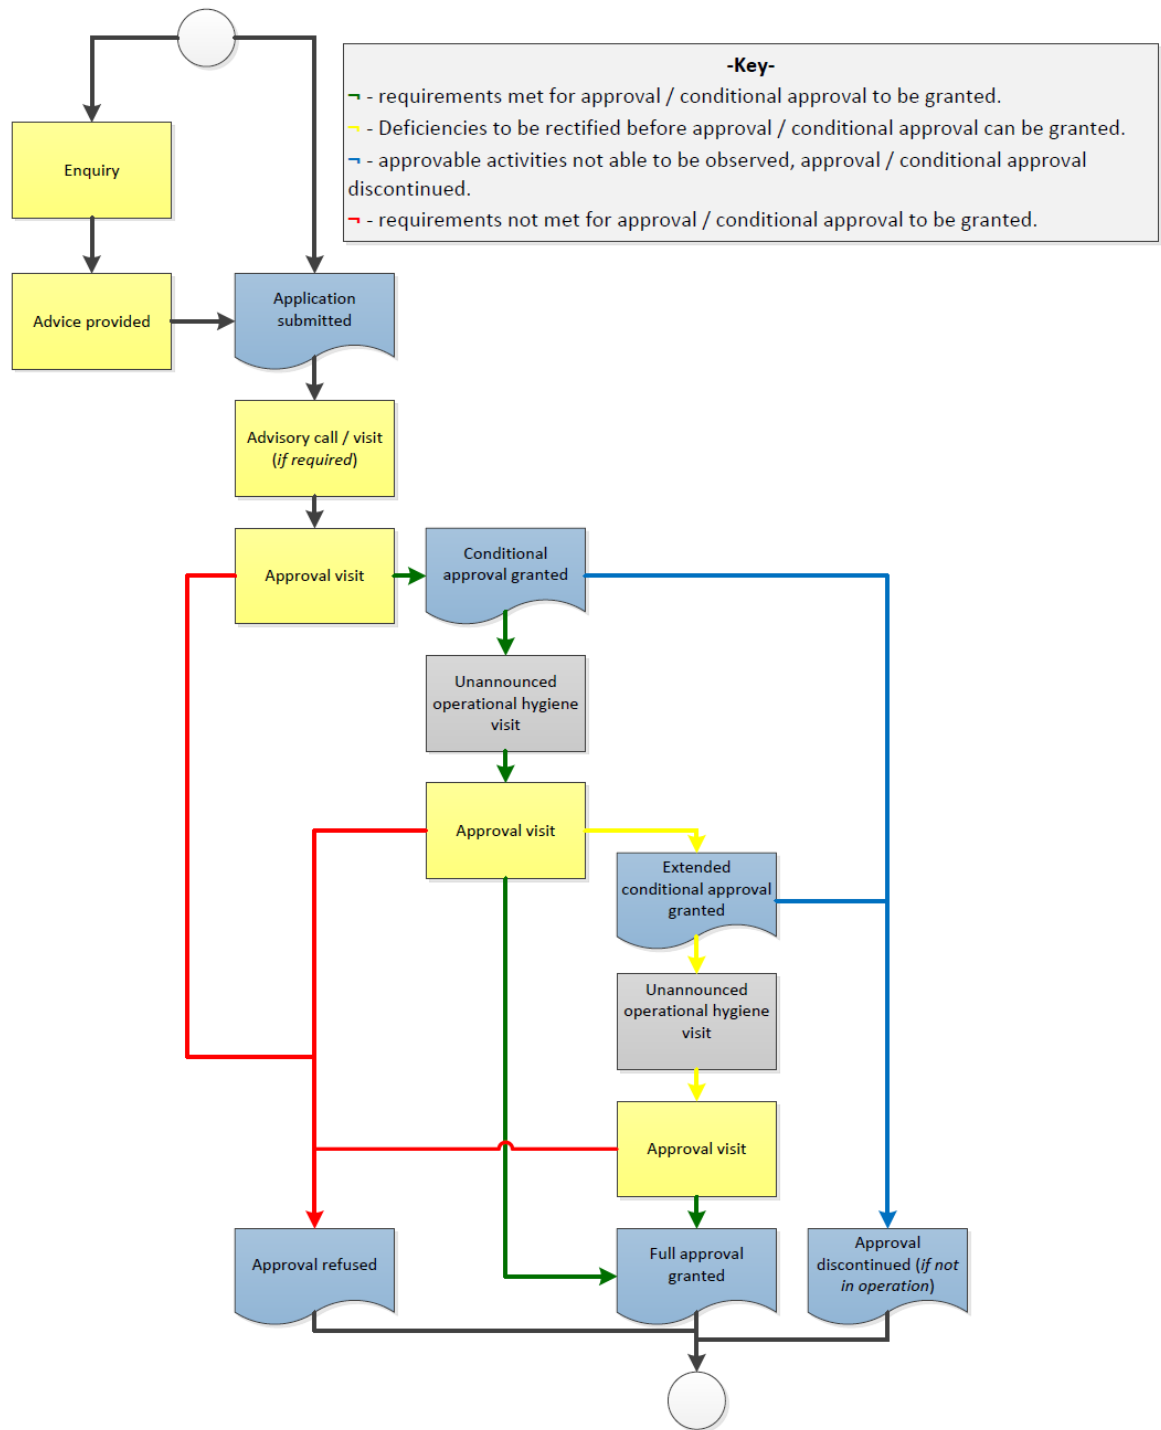 -Key-
¬ - requirements met for approval / conditional approval to be granted.
¬ - Deficiencies to be rectified before approval / conditional approval can be granted.
¬ - approvable activities not able to be observed, approval / conditional approval
discontinued.
¬ - requirements not met for approval / conditional approval to be granted.
Enquiry
Advice provided
Application
submitted
Advisory call / visit
(if required)
Approval visit
Conditional
approval granted
Unannounced
operational hygiene
visit
Approval visit
Extended
conditional approval
granted
Unannounced
operational hygiene
visit
Approval visit
Approval refused
Full approval
granted
Approval
discontinued (if not
in operation)